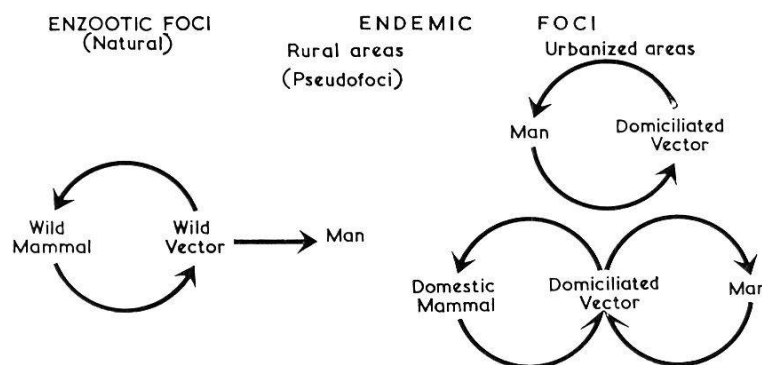 ENZOOTIC FOCI
(Natural)
ENDEMIC FOCI
Rural areas
(Pseudofoci)
Urbanized areas
Man
Domiciliated
Vector
Wild
Mammal
Wild
Vector
Man
Domestic
Mammal
Domiciliated
Vector
Man